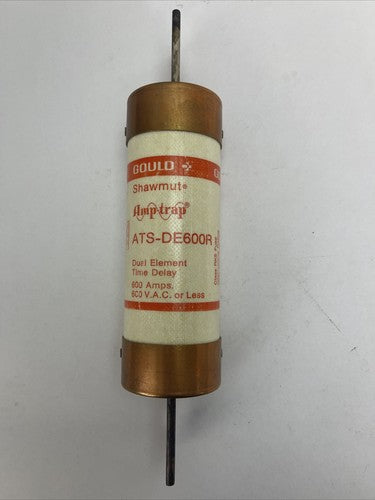 GOULD
Shawmut®
Amp-trap®
ATS-DE600R
Dual Element
Time Delay
600 Amps.
600 V.A.C. or Less